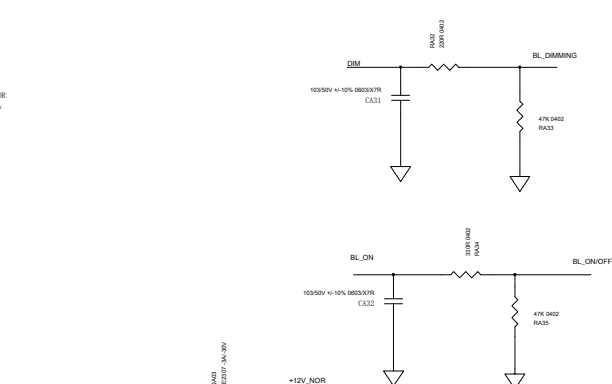 RA32
220R 0402
DIM
BL_DIMMING
103/50V +/-10% 0603/X7R
CA31
47K 0402
RA33
BL_ON
330R 0402
RA34
BL_ON/OFF
103/50V +/-10% 0603/X7R
CA32
47K 0402
RA35
+12V_NOR